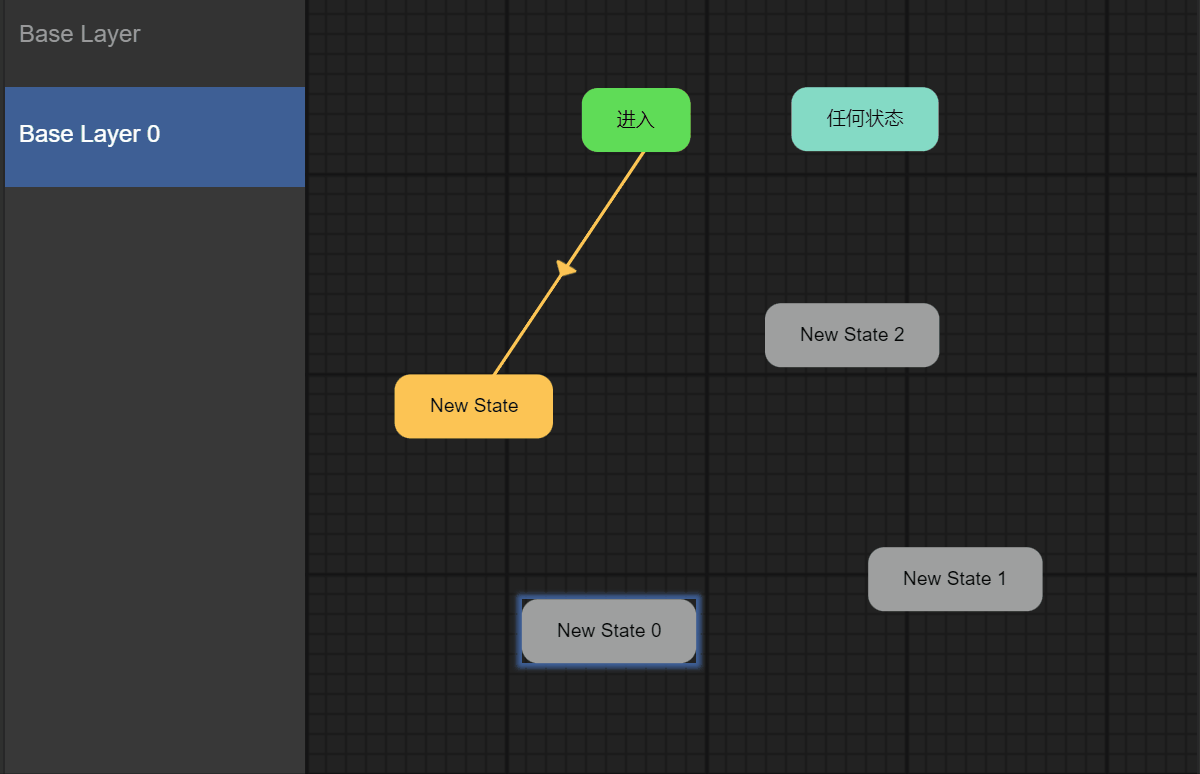 Base Layer
Base Layer 0
进入
任何状态
New State 2
New State
New State 1
New State 0